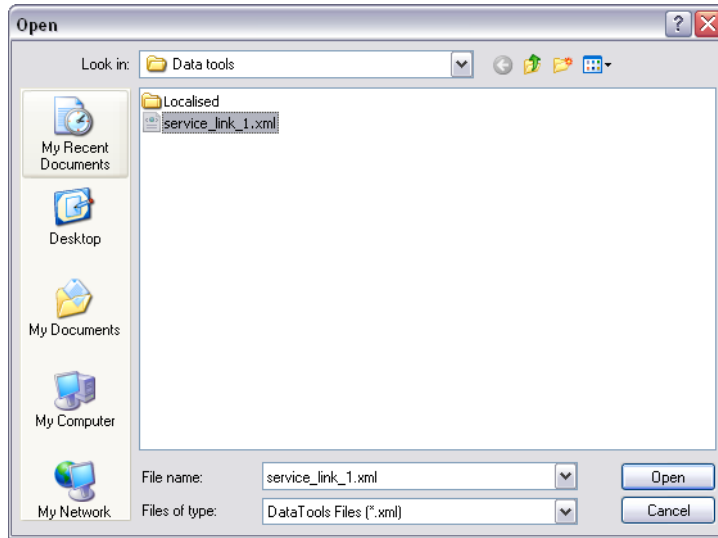 Open
Look in:
Data tools
Localised
service_link_1.xml
My Recent
Documents
Desktop
My Documents
My Computer
My Network
File name:
service_link_1.xml
Open
Files of type:
DataTools Files (*.xml)
Cancel